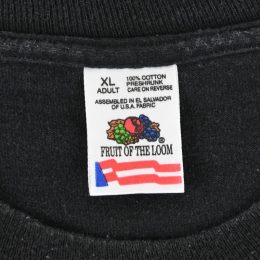 XL
ADULT
100% COTTON
PRESHRUNK
CARE ON REVERSE
ASSEMBLED IN EL SALVADOR
OF U.S.A. FABRIC
®
FRUIT OF THE LOOM